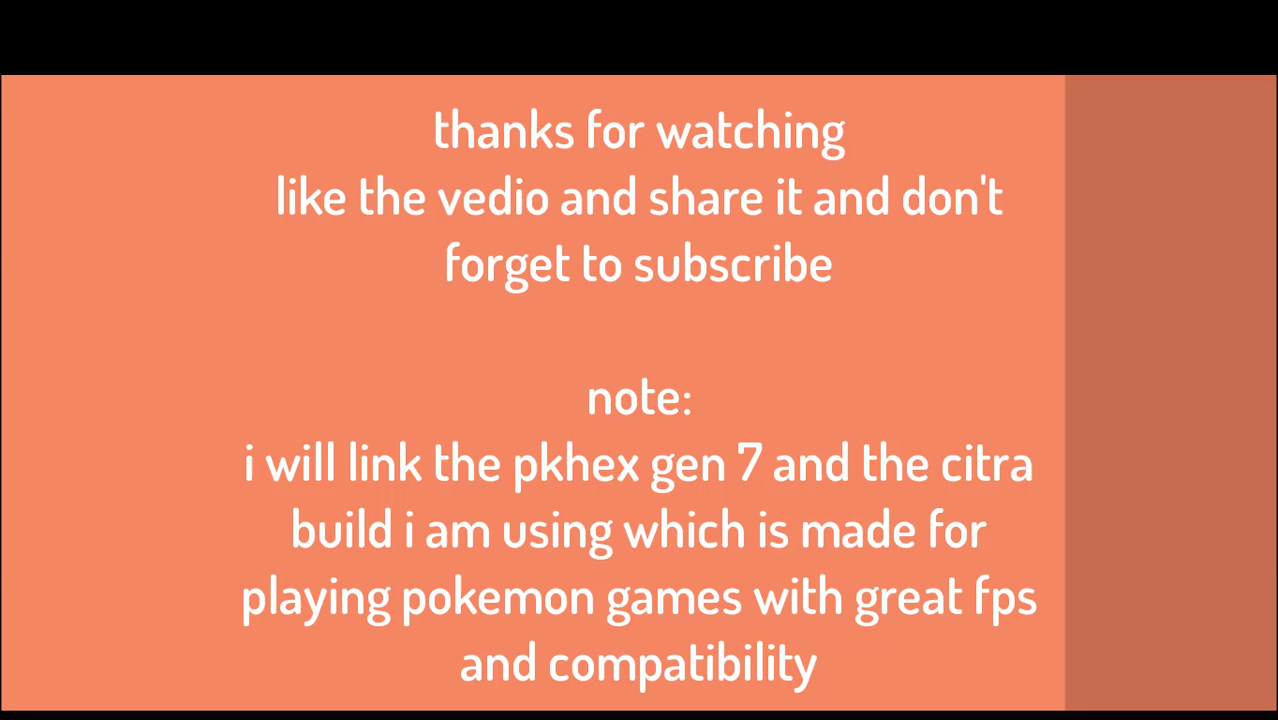 thanks for watching
like the vedio and share it and don't
forget to subscribe
note:
i will link the pkhex gen 7 and the citra
build i am using which is made for
playing pokemon games with great fps
and compatibility